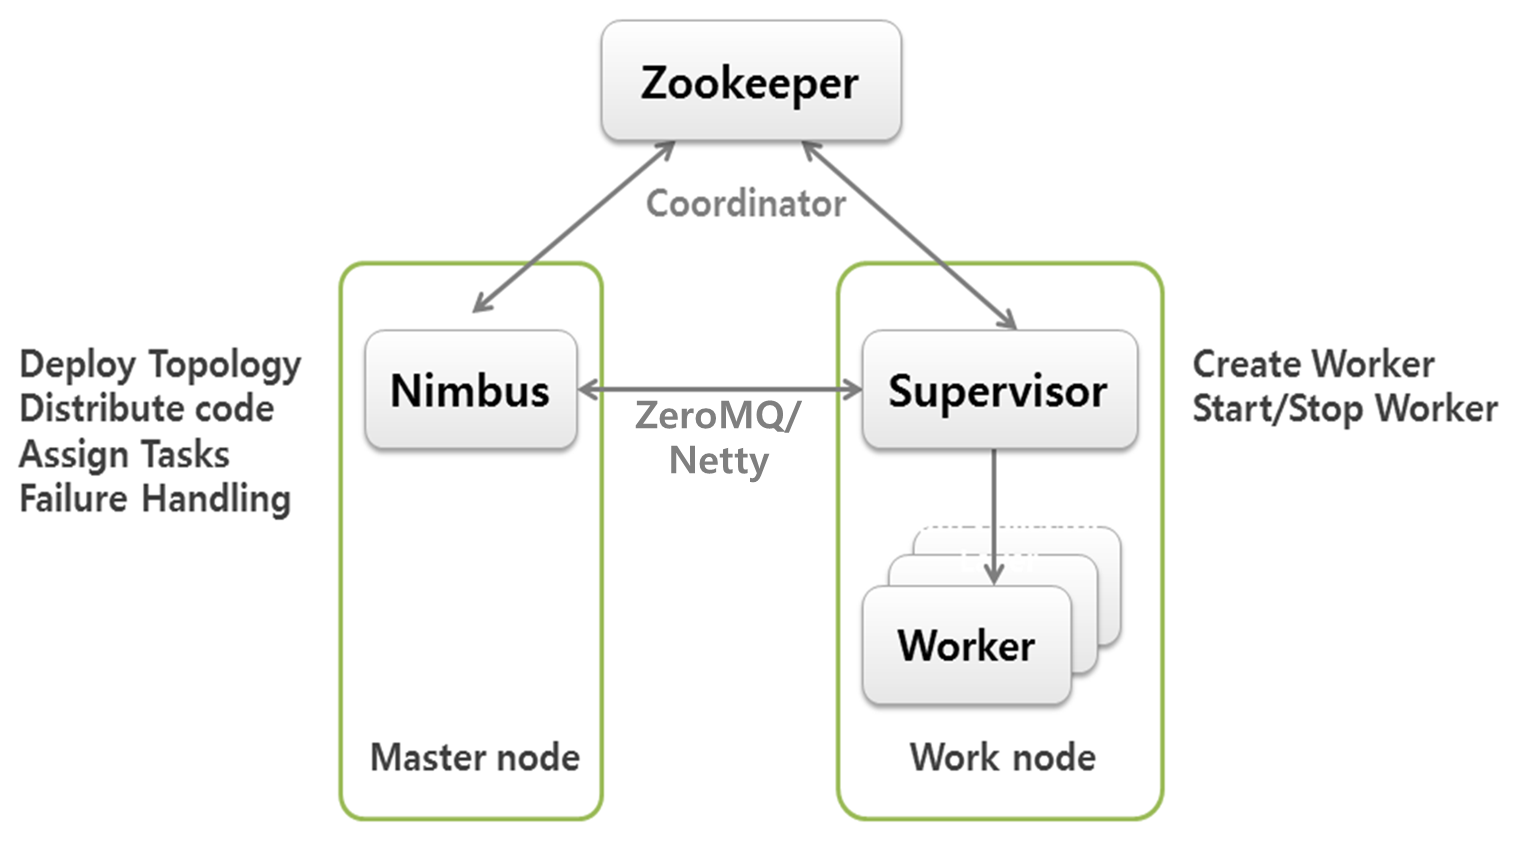 Zookeeper
Coordinator
Deploy Topology
Distribute code
Assign Tasks
Failure Handling
Nimbus
ZeroMQ/
Netty
Supervisor
Create Worker
Start/Stop Worker
Worker
Master node
Work node